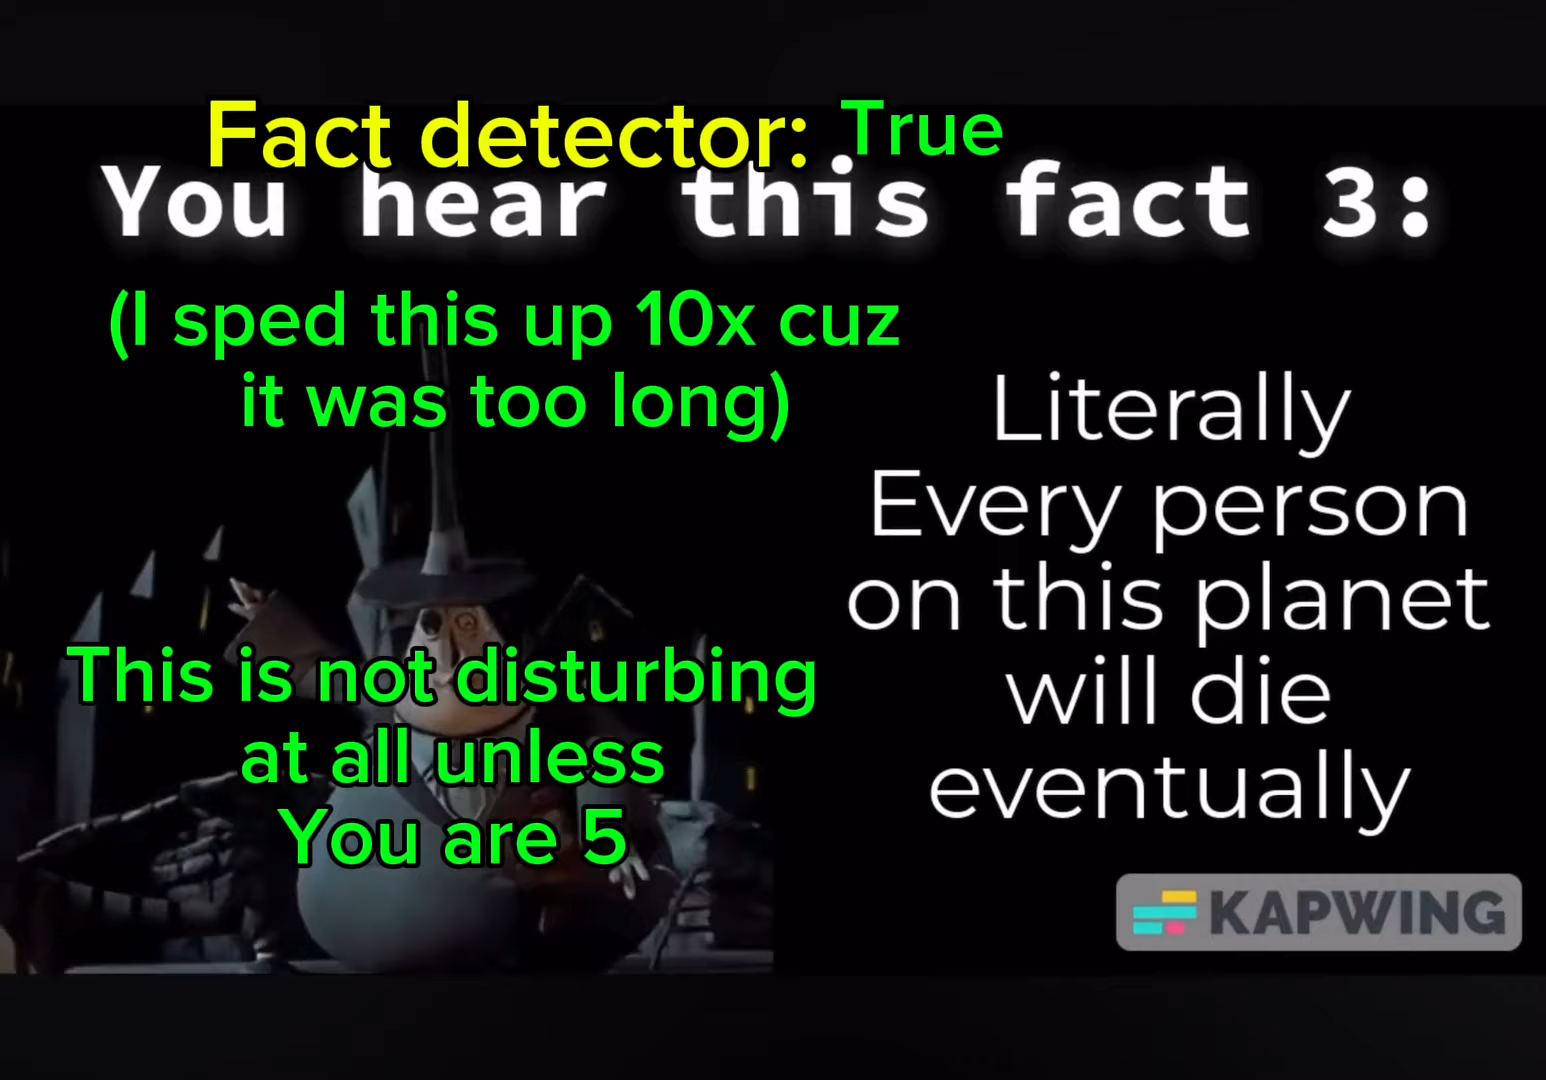 Fact detector: True
You hear this fact 3:
(I sped this up 10x cuz
it was too long)
Literally
Every person
on this planet
will die
eventually
This is not disturbing
at all unless
You are 5
KAPWING